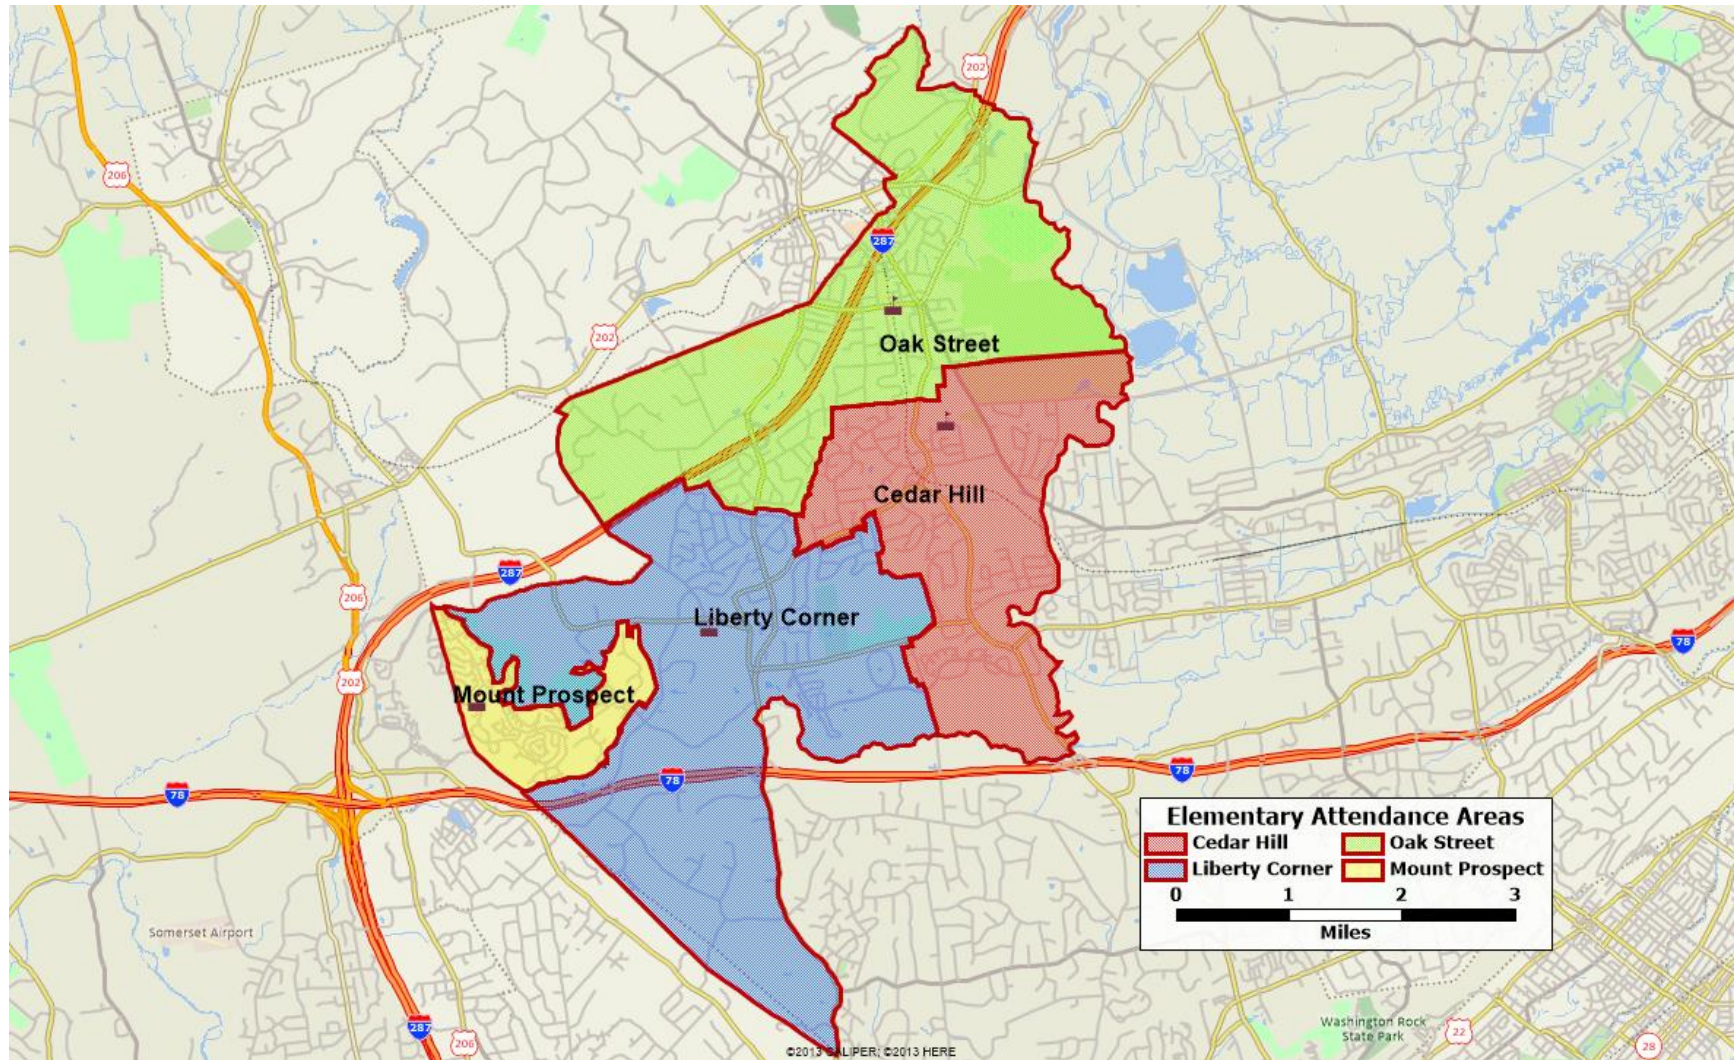 202
206
287
Oak Street
202
Cedar Hill
287
206
Liberty Corner
78
202
Mount Prospect
78
78
78
Elementary Attendance Areas
Cedar Hill Oak Street
Liberty Corner Mount Prospect
0 1 2 3
Miles
Somerset Airport
287
206
Washington Rock
State Park
22
28
©2013 CALIPER; ©2013 HERE